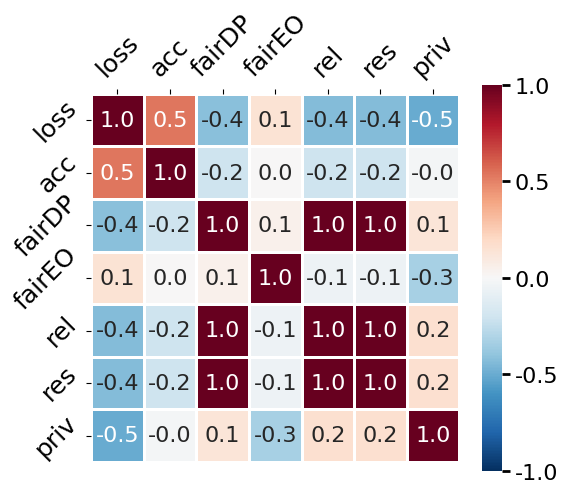 loss acc fairDP fairEO rel res priv
loss 1.0 0.5 -0.4 0.1 -0.4 -0.4 -0.5
acc 0.5 1.0 -0.2 0.0 -0.2 -0.2 -0.0
fairDP -0.4 -0.2 1.0 0.1 1.0 1.0 0.1
fairEO 0.1 0.0 0.1 1.0 -0.1 -0.1 -0.3
rel -0.4 -0.2 1.0 -0.1 1.0 1.0 0.2
res -0.4 -0.2 1.0 -0.1 1.0 1.0 0.2
priv -0.5 -0.0 0.1 -0.3 0.2 0.2 1.0
1.0
0.5
0.0
-0.5
-1.0